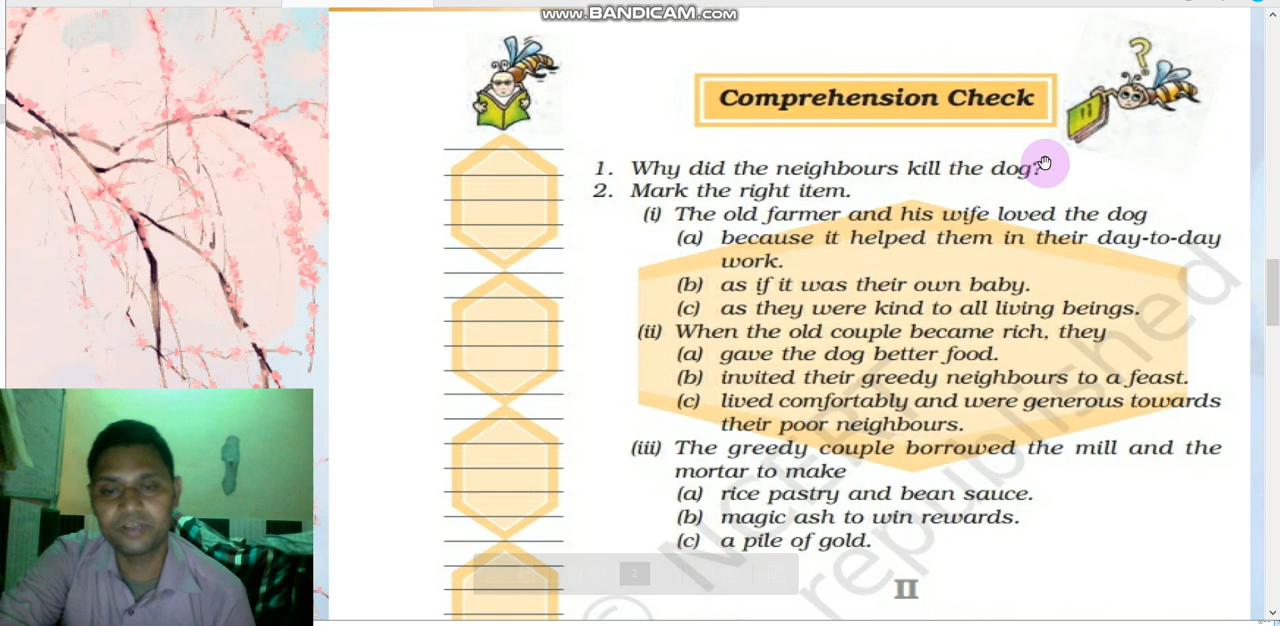 www.BANDICAM.com
Comprehension Check
1. Why did the neighbours kill the dog?
2. Mark the right item.
(i) The old farmer and his wife loved the dog
(a) because it helped them in their day-to-day
work.
(b) as if it was their own baby.
(c) as they were kind to all living beings.
(ii) When the old couple became rich, they
(a) gave the dog better food.
(b) invited their greedy neighbours to a feast.
(c) lived comfortably and were generous towards
their poor neighbours.
(iii) The greedy couple borrowed the mill and the
mortar to make
(a) rice pastry and bean sauce.
(b) magic ash to win rewards.
(c) a pile of gold.
2
II
© NCERT
republished